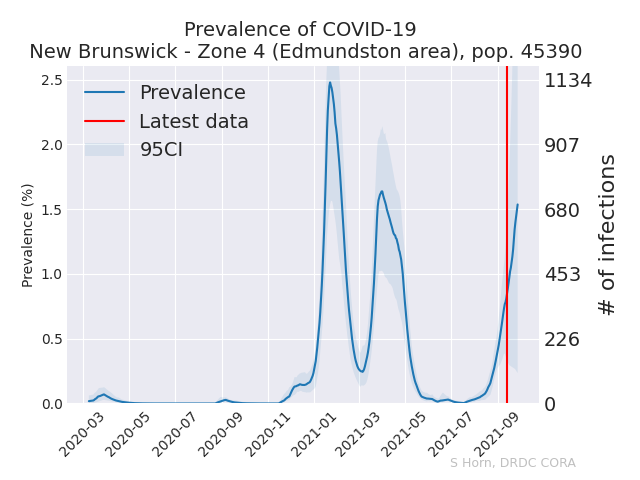 Prevalence of COVID-19
New Brunswick - Zone 4 (Edmundston area), pop. 45390
Prevalence
Latest data
95CI
Prevalence (%)
2.5
2.0
1.5
1.0
0.5
0.0
1134
907
680
453
226
0
# of infections
2020-03
2020-05
2020-07
2020-09
2020-11
2021-01
2021-03
2021-05
2021-07
2021-09
S Horn, DRDC CORA